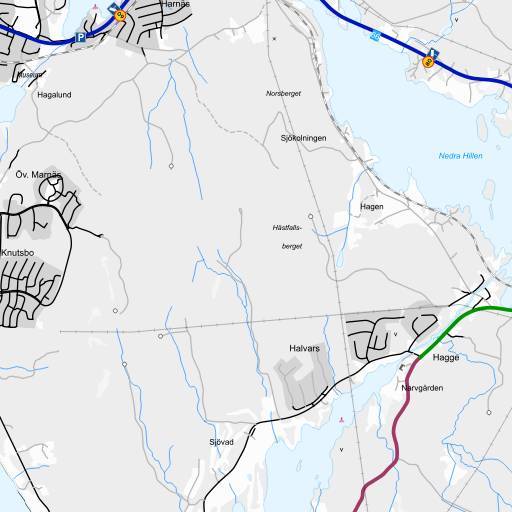 Harnäs
P
Museum
Hagalund
Norsberget
Sjökolningen
Nedra Hillen
Öv. Marnäs
Hagen
Hästfalls-
berget
Knutsbo
Halvars
Hagge
Narvgården
Sjövad